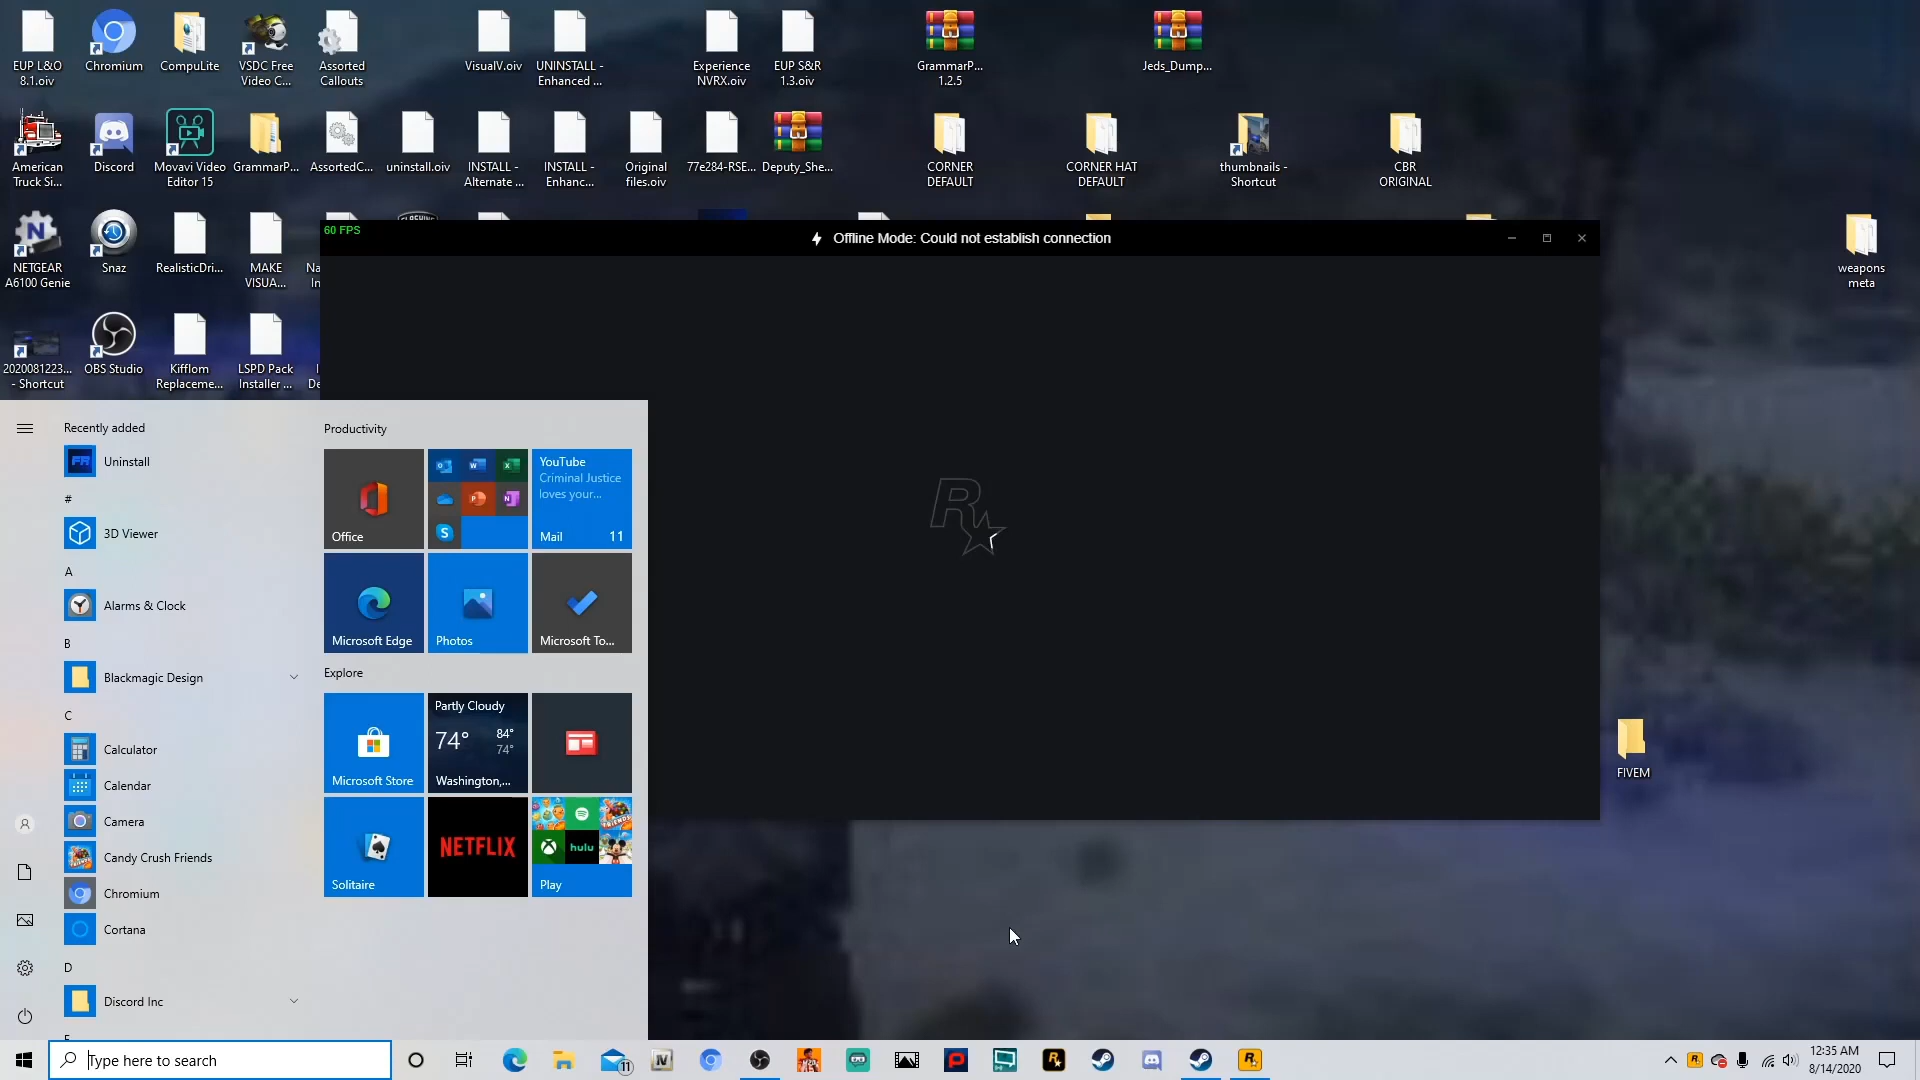 EUP L&O
8.1.oiv
Chromium
CompuLite
VSDC Free
Video C...
Assorted
Callouts
VisualV.oiv
UNINSTALL -
Enhanced ...
Experience
NVRX.oiv
EUP S&R
1.3.oiv
GrammarP...
1.2.5
Jeds_Dump...
American
Truck Si...
Discord
Movavi Video
Editor 15
GrammarP...
AssortedC...
uninstall.oiv
INSTALL -
Alternate ...
INSTALL -
Enhanc...
Original
files.oiv
77e284-RSE...
Deputy_She...
CORNER
DEFAULT
CORNER HAT
DEFAULT
thumbnails -
Shortcut
CBR
ORIGINAL
NETGEAR
A6100 Genie
Snaz
RealisticDri...
MAKE
VISUA...
weapons
meta
2020081223...
- Shortcut
OBS Studio
Kifflom
Replaceme...
LSPD Pack
Installer ...
60 FPS
Offline Mode: Could not establish connection
FIVEM
Recently added
Uninstall
#
3D Viewer
A
Alarms & Clock
B
Blackmagic Design
C
Calculator
Calendar
Camera
Candy Crush Friends
Chromium
Cortana
D
Discord Inc
Productivity
Office
YouTube
Criminal Justice
loves your...
Mail 11
Microsoft Edge
Photos
Microsoft To...
Explore
Microsoft Store
Partly Cloudy
74° 84°
74°
Washington,...
Solitaire
NETFLIX
hulu
Play
Type here to search
11
12:35 AM
8/14/2020